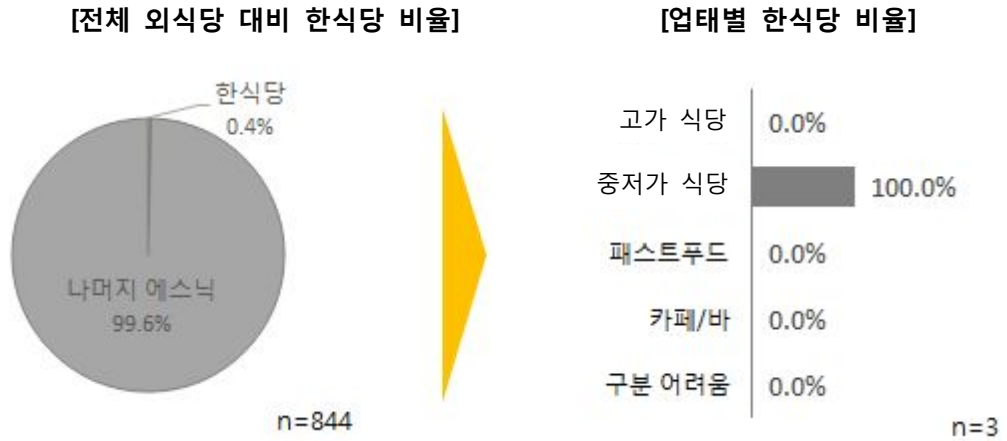 [전체 외식당 대비 한식당 비율]
한식당
0.4%
나머지 에스닉
99.6%
n=844
[업태별 한식당 비율]
고가 식당 0.0%
중저가 식당 100.0%
패스트푸드 0.0%
카페/바 0.0%
구분 어려움 0.0%
n=3